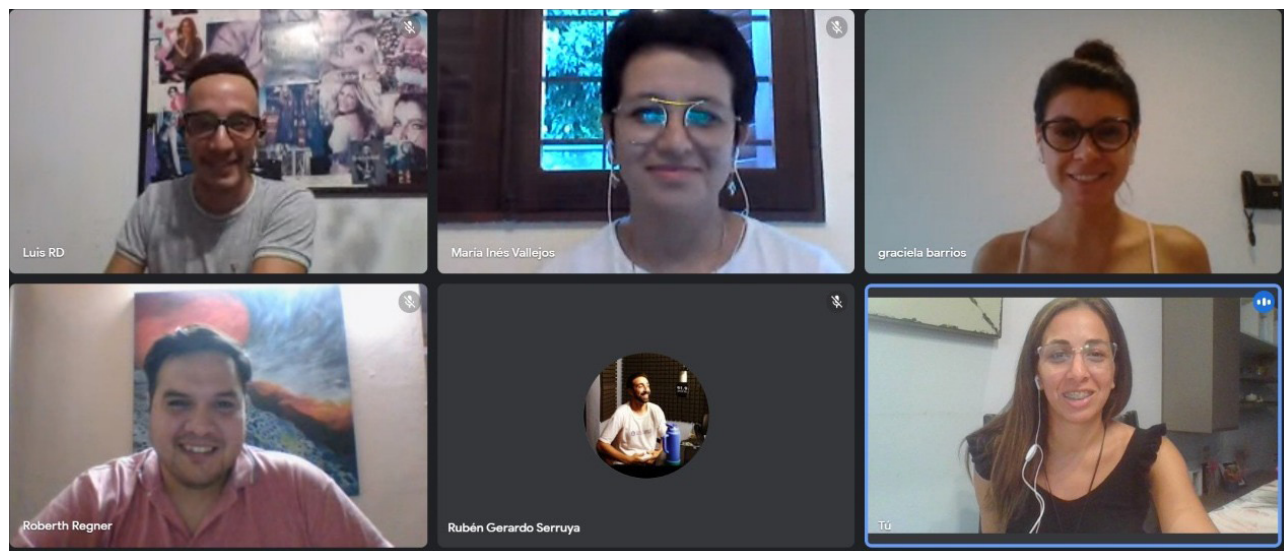 Luis RD
María Inés Vallejos
graciela barrios
Roberth Regner
Rubén Gerardo Serruya
Tú